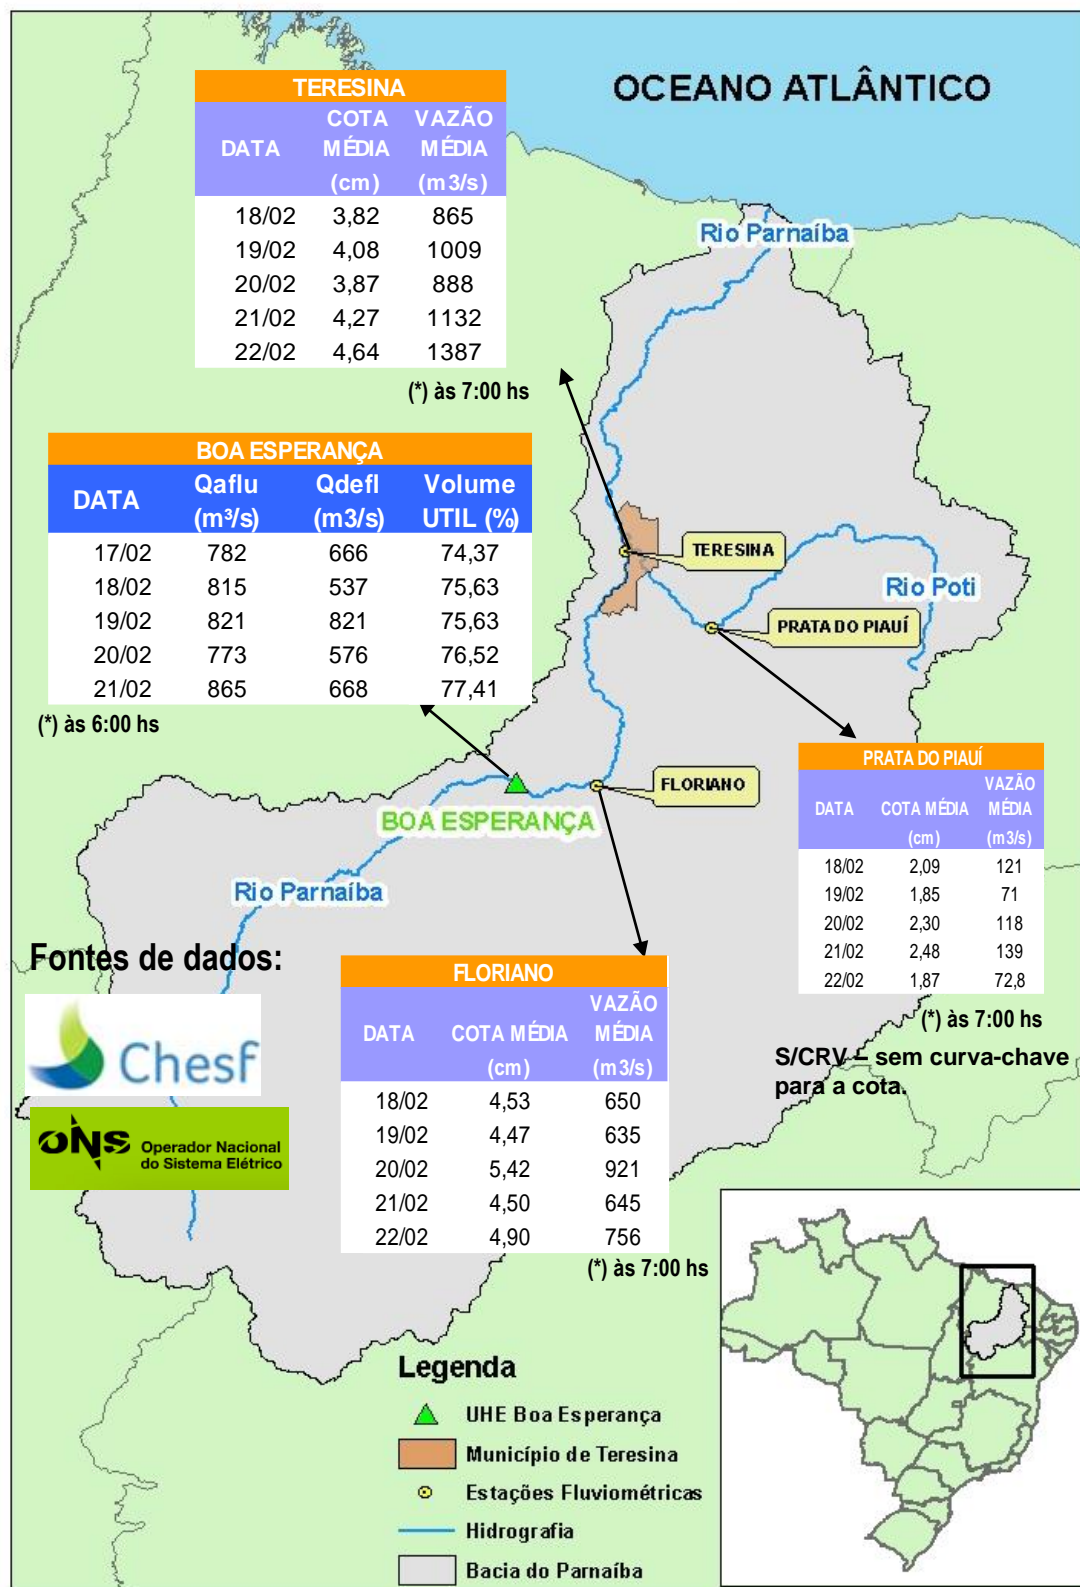 OCEANO ATLÂNTICO
TERESINA
DATA COTA MÉDIA (cm) VAZÃO MÉDIA (m3/s)
18/02 3,82 865
19/02 4,08 1009
20/02 3,87 888
21/02 4,27 1132
22/02 4,64 1387
(*) às 7:00 hs
Rio Parnaíba
BOA ESPERANÇA
DATA Qaflu (m³/s) Qdefl (m3/s) Volume UTIL (%)
17/02 782 666 74,37
18/02 815 537 75,63
19/02 821 821 75,63
20/02 773 576 76,52
21/02 865 668 77,41
(*) às 6:00 hs
TERESINA
Rio Poti
PRATA DO PIAUÍ
FLORIANO
BOA ESPERANÇA
Rio Parnaíba
PRATA DO PIAUÍ
DATA COTA MÉDIA (cm) VAZÃO MÉDIA (m3/s)
18/02 2,09 121
19/02 1,85 71
20/02 2,30 118
21/02 2,48 139
22/02 1,87 72,8
(*) às 7:00 hs
S/CRV – sem curva-chave
para a cota.
Fontes de dados:
Chesf
ONS Operador Nacional
do Sistema Elétrico
FLORIANO
DATA COTA MÉDIA (cm) VAZÃO MÉDIA (m3/s)
18/02 4,53 650
19/02 4,47 635
20/02 5,42 921
21/02 4,50 645
22/02 4,90 756
(*) às 7:00 hs
Legenda
UHE Boa Esperança
Município de Teresina
Estações Fluviométricas
Hidrografia
Bacia do Parnaíba